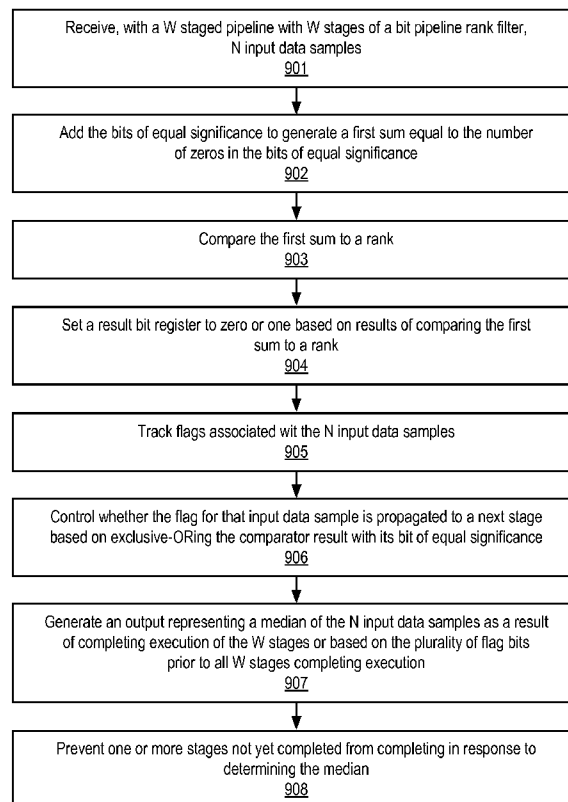 Receive, with a W staged pipeline with W stages of a bit pipeline rank filter,
N input data samples
901
Add the bits of equal significance to generate a first sum equal to the number
of zeros in the bits of equal significance
902
Compare the first sum to a rank
903
Set a result bit register to zero or one based on results of comparing the first
sum to a rank
904
Track flags associated wit the N input data samples
905
Control whether the flag for that input data sample is propagated to a next stage
based on exclusive-ORing the comparator result with its bit of equal significance
906
Generate an output representing a median of the N input data samples as a result
of completing execution of the W stages or based on the plurality of flag bits
prior to all W stages completing execution
907
Prevent one or more stages not yet completed from completing in response to
determining the median
908